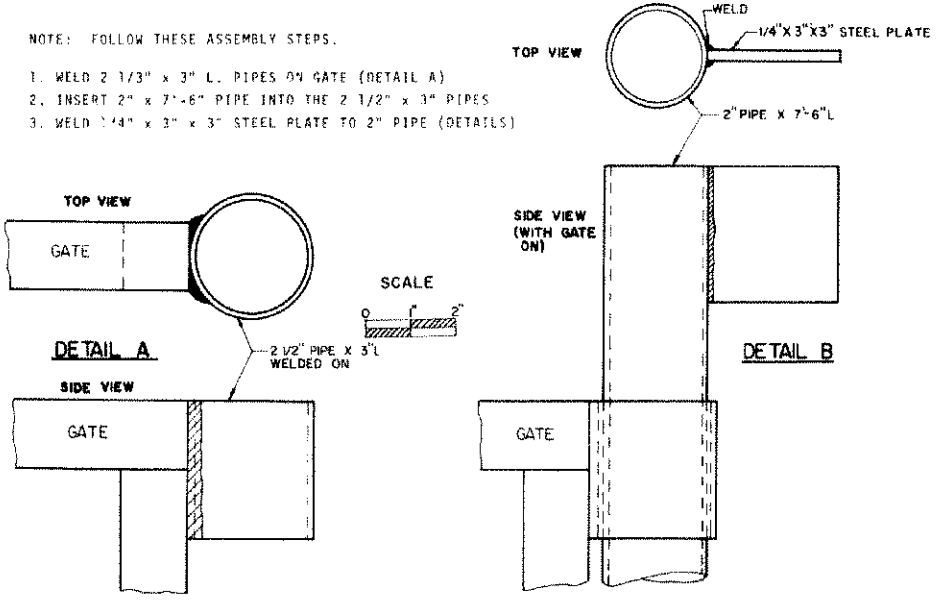 NOTE: FOLLOW THESE ASSEMBLY STEPS.
1. WELD 2 1/3" x 3" L. PIPES ON GATE (DETAIL A)
2. INSERT 2" x 7'-6" PIPE INTO THE 2 1/2" x 3" PIPES
3. WELD 1/4" x 3" x 3" STEEL PLATE TO 2" PIPE (DETAILS)
TOP VIEW
WELD
1/4"X 3"X3" STEEL PLATE
2" PIPE X 7'-6"L
TOP VIEW
GATE
SCALE
0 1" 2"
2 1/2" PIPE X 3"L
WELDED ON
DETAIL A
SIDE VIEW
GATE
SIDE VIEW
(WITH GATE
ON)
DETAIL B
GATE